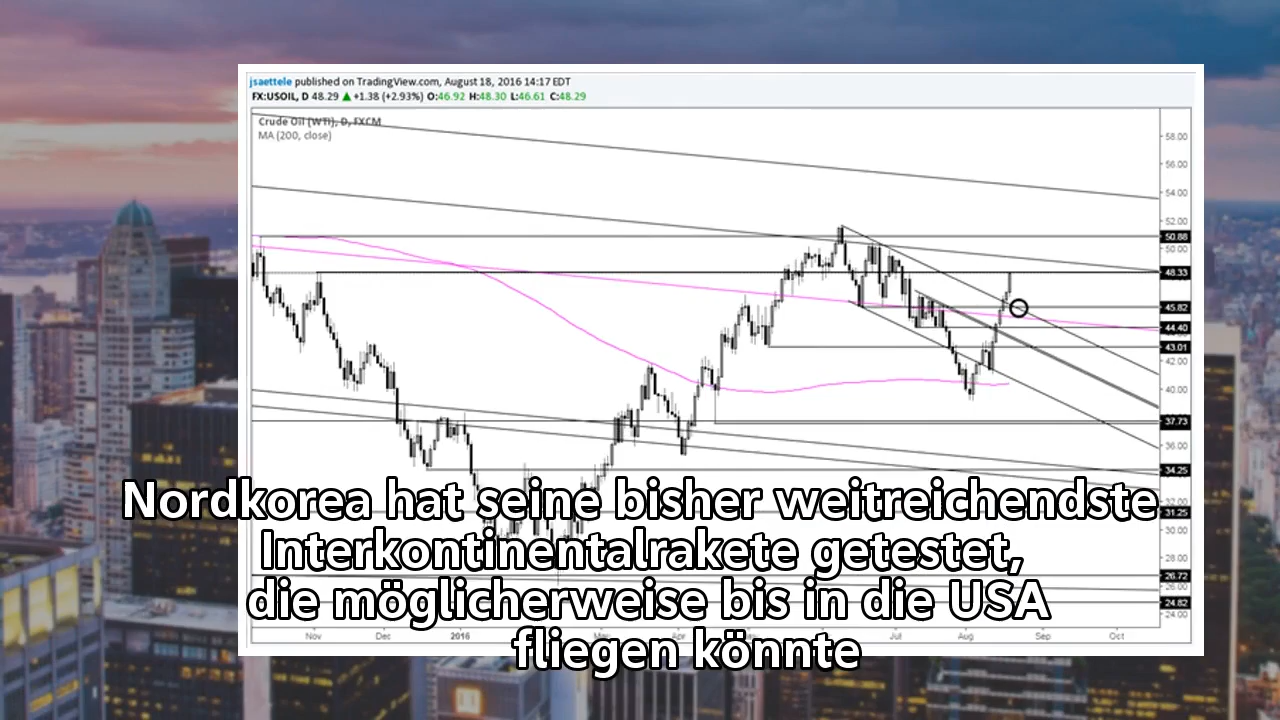 jsaettele published on TradingView.com, August 18, 2016 14:17 EDT
FX:USOIL, D 48.29 ▲ +1.38 (+2.93%) O:46.92 H:48.30 L:46.61 C:48.29
Crude Oil (WTI), D, FXCM
MA (200, close)
58.00
56.00
54.00
52.00
50.88
50.00
48.33
45.82
44.40
43.01
42.00
40.00
37.73
36.00
34.25
32.00
31.25
30.00
28.00
26.72
26.00
24.82
24.00
Nordkorea hat seine bisher weitreichendste
Interkontinentalrakete getestet,
die möglicherweise bis in die USA
fliegen könnte
Nov Dec 2016 Mar Apr Jul Aug Sep Oct